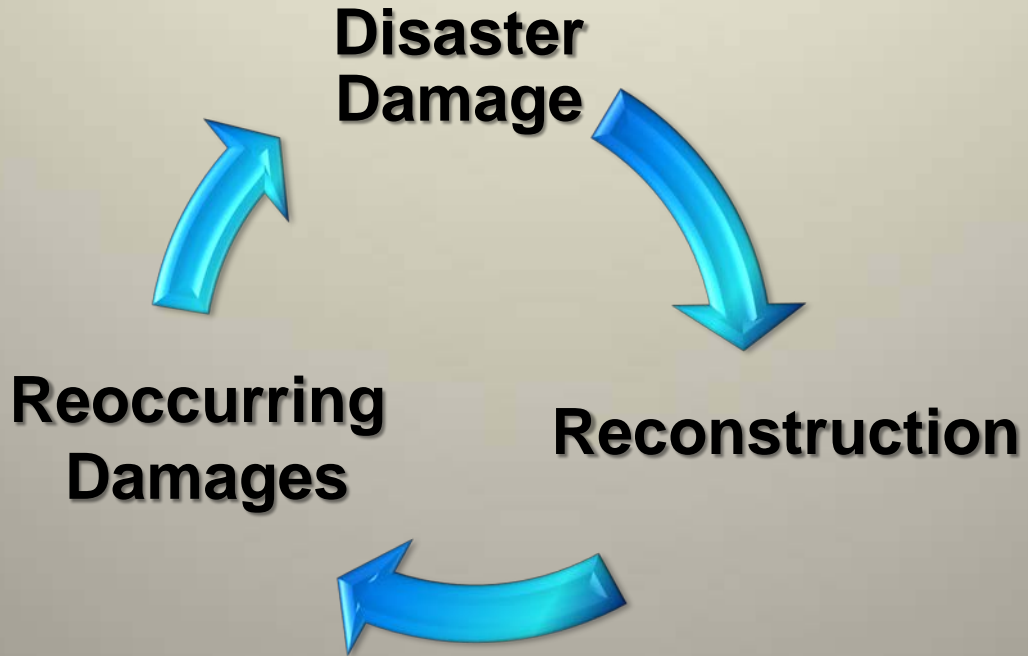 Disaster
Damage
Reconstruction
Reoccurring
Damages